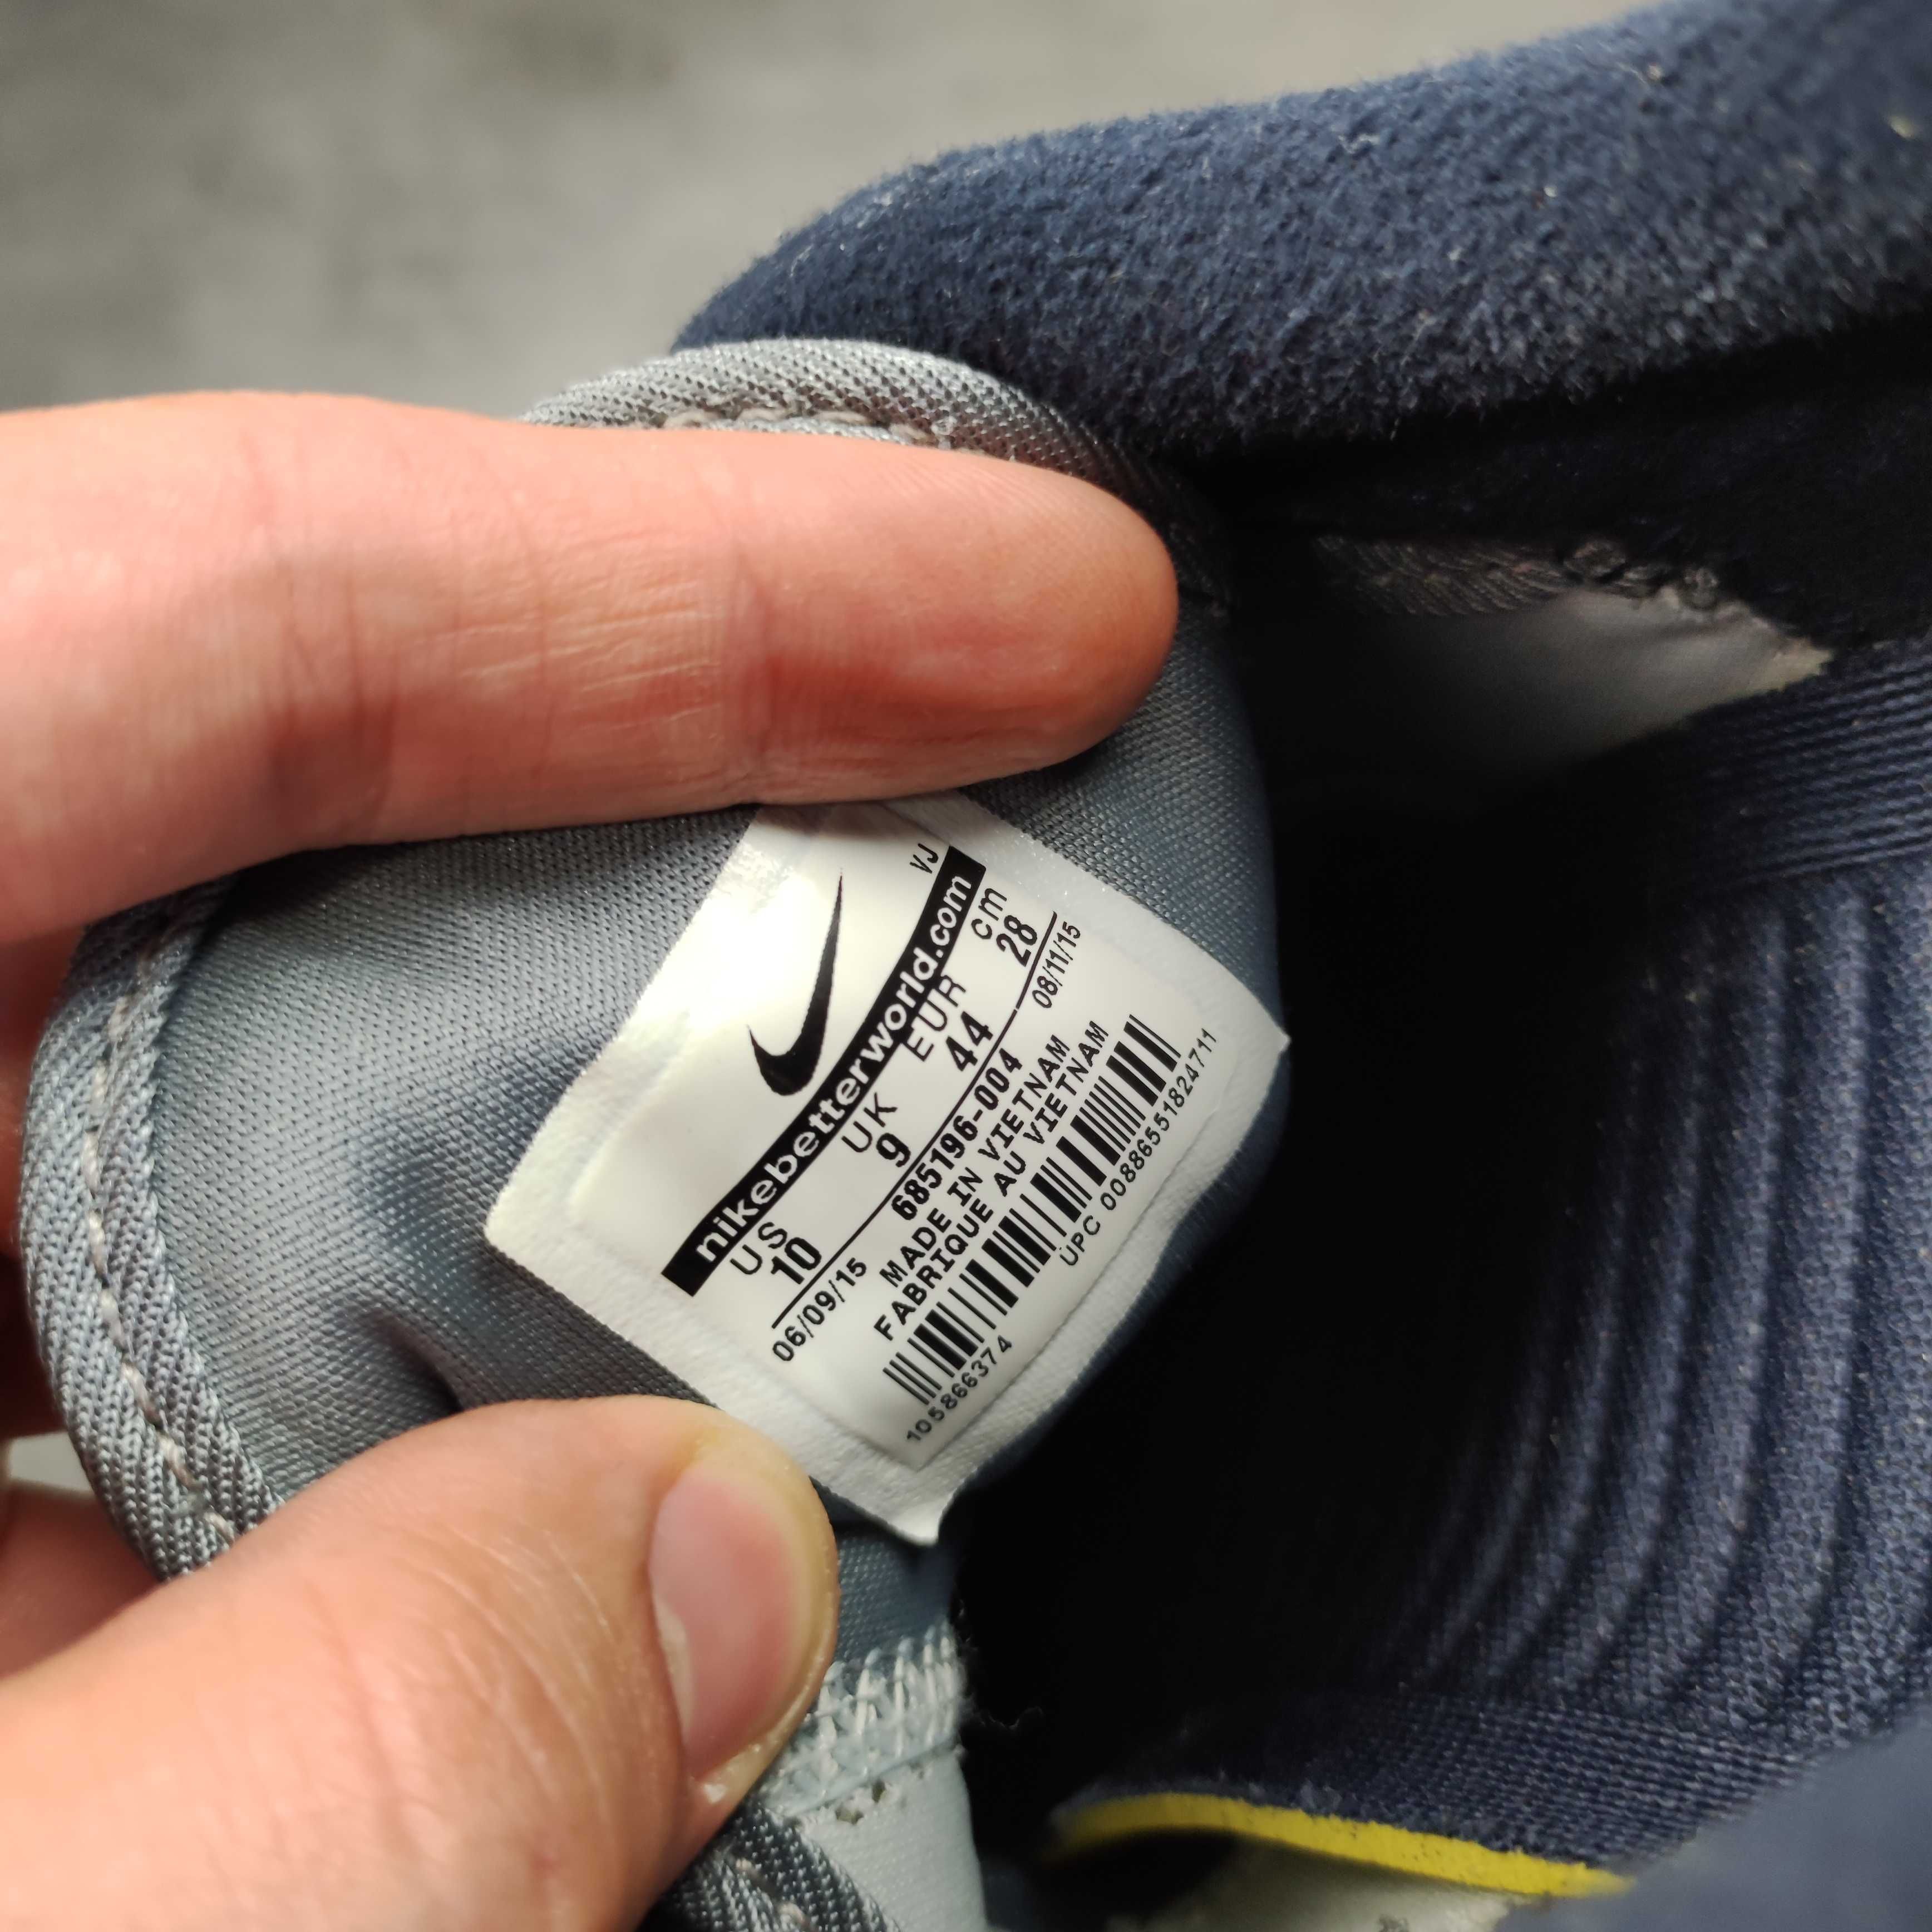 VJ
nikebetterworld.com
US UK EUR cm
10 9 44 28
06/09/15 685196-004 08/11/15
MADE IN VIETNAM
FABRIQUE AU VIETNAM
105866374 UPC 00886551824711